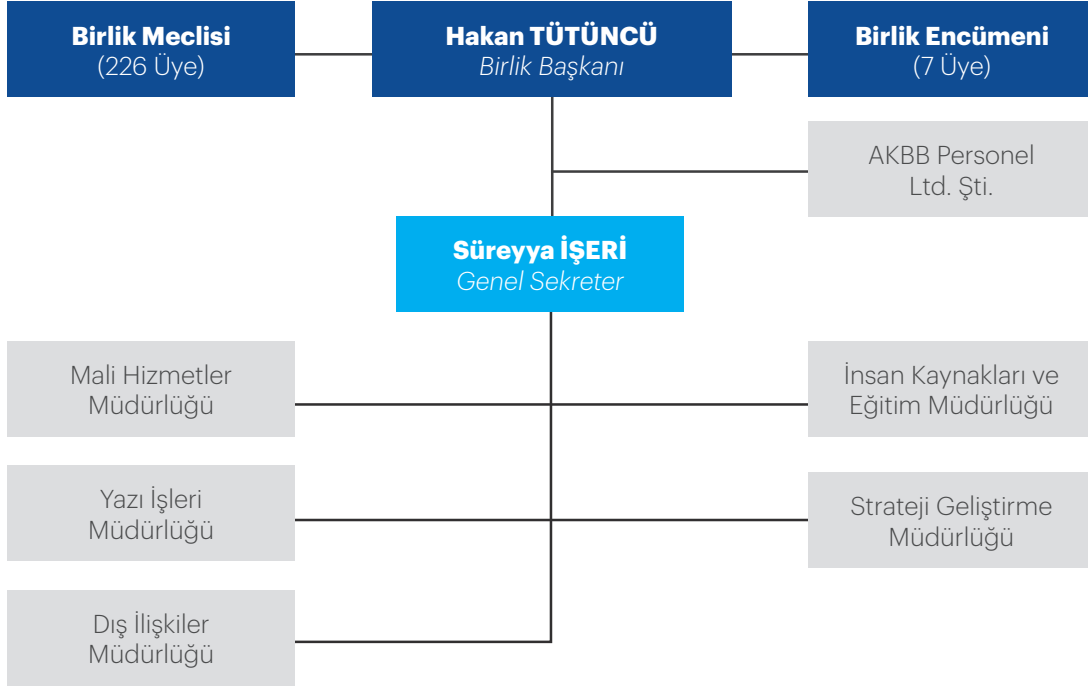 Birlik Meclisi
(226 Üye)
Hakan TÜTÜNCÜ
Birlik Başkanı
Birlik Encümeni
(7 Üye)
AKBB Personel
Ltd. Şti.
Süreyya İŞERİ
Genel Sekreter
Mali Hizmetler
Müdürlüğü
İnsan Kaynakları ve
Eğitim Müdürlüğü
Yazı İşleri
Müdürlüğü
Strateji Geliştirme
Müdürlüğü
Dış İlişkiler
Müdürlüğü